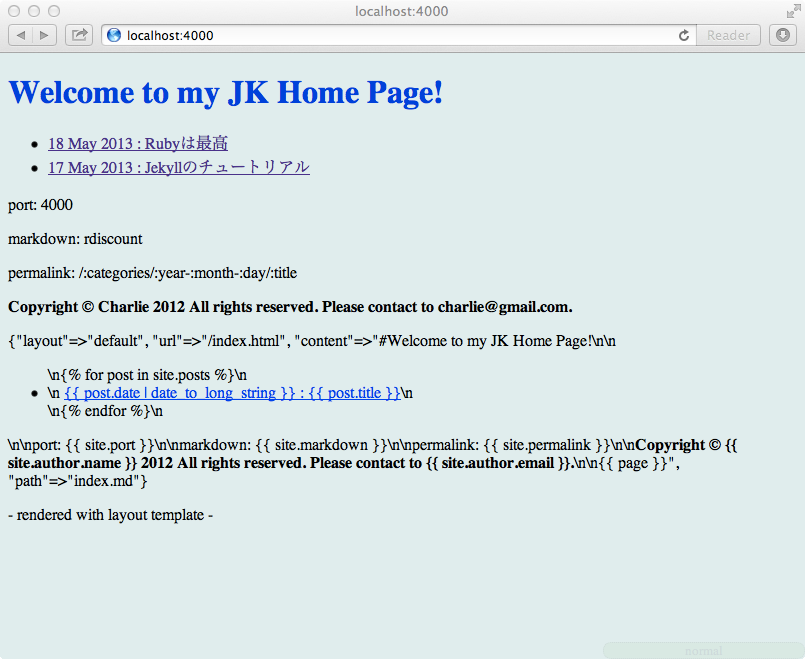 localhost:4000
localhost:4000
Reader
Welcome to my JK Home Page!
18 May 2013 : Rubyは最高
17 May 2013 : Jekyllのチュートリアル
port: 4000
markdown: rdiscount
permalink: /:categories/:year-:month-:day/:title
Copyright © Charlie 2012 All rights reserved. Please contact to charlie@gmail.com.
{"layout"=>"default", "url"=>"/index.html", "content"=>"#Welcome to my JK Home Page!\n\n
\n{% for post in site.posts %}\n
\n {{ post.date | date_to_long_string }} : {{ post.title }}\n
\n{% endfor %}\n
\n\nport: {{ site.port }}\n\nmarkdown: {{ site.markdown }}\n\npermalink: {{ site.permalink }}\n\nCopyright © {{
site.author.name }} 2012 All rights reserved. Please contact to {{ site.author.email }}.\n\n{{ page }}",
"path"=>"index.md"}
- rendered with layout template -
normal